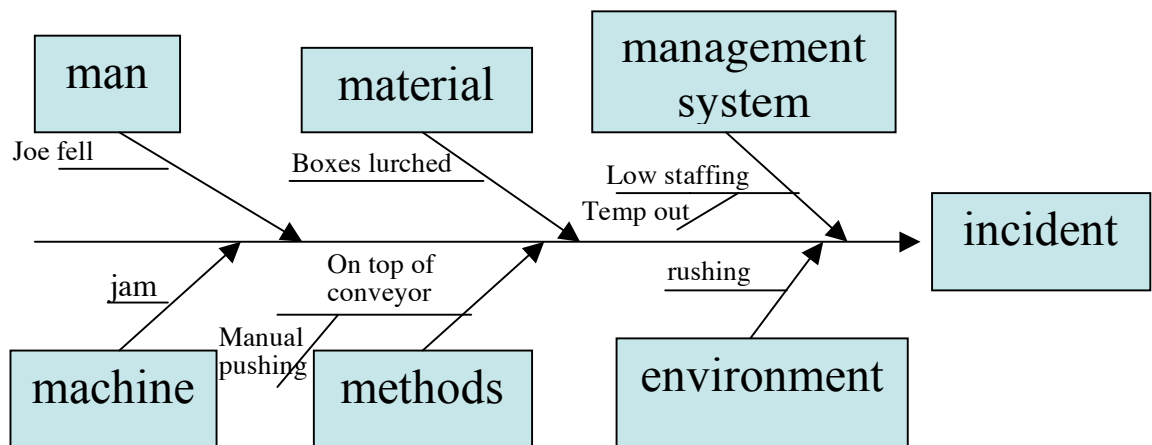 man
material
management
system
Joe fell
Boxes lurched
Low staffing
Temp out
incident
On top of
conveyor
rushing
jam
Manual
pushing
machine
methods
environment